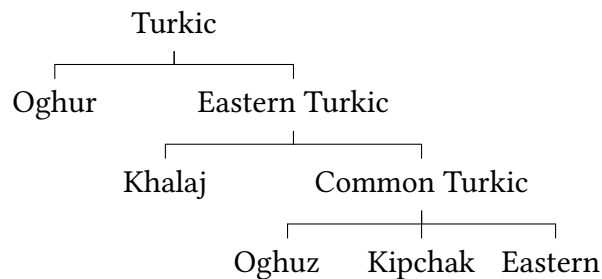 Turkic
Oghur Eastern Turkic
Khalaj Common Turkic
Oghuz Kipchak Eastern